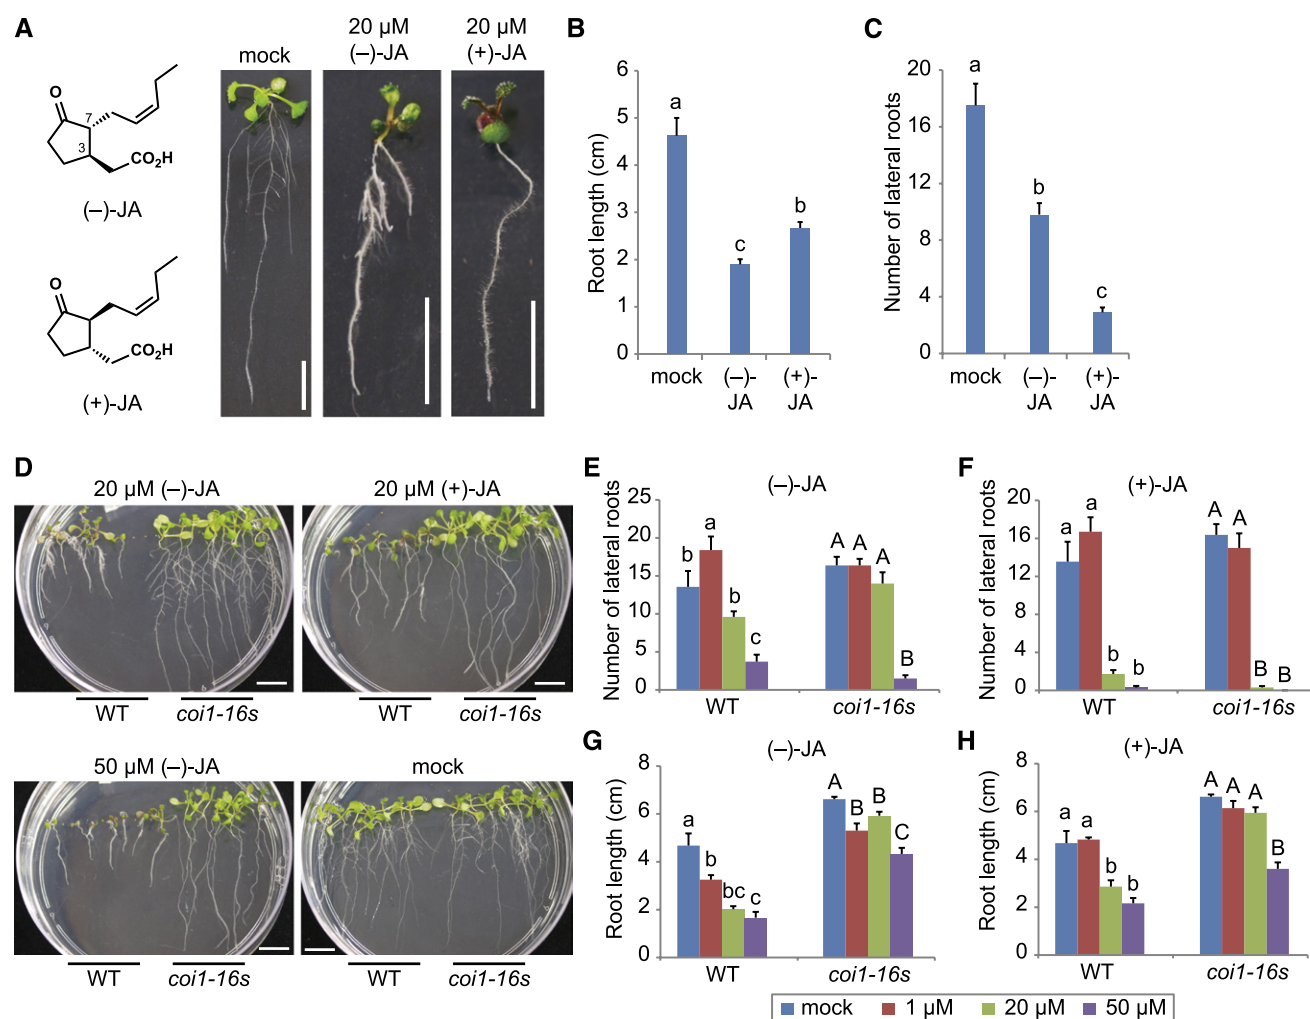 A
mock
20 µM
(–)-JA
20 µM
(+)-JA
O
7
3
CO2H
(–)-JA
O
CO2H
(+)-JA
B
Root length (cm)
6
5
4
3
2
1
0
a
c
b
mock
(–)-
JA
(+)-
JA
C
Number of lateral roots
20
16
12
8
4
0
a
b
c
mock
(–)-
JA
(+)-
JA
D
20 µM (–)-JA
20 µM (+)-JA
WT
coi1-16s
WT
coi1-16s
50 µM (–)-JA
mock
WT
coi1-16s
WT
coi1-16s
E
(–)-JA
Number of lateral roots
25
20
15
10
5
0
b
a
b
c
A A A
B
WT
coi1-16s
F
(+)-JA
Number of lateral roots
20
16
12
8
4
0
a
a
b
b
A A
B B
WT
coi1-16s
G
(–)-JA
Root length (cm)
8
6
4
2
0
a
b
bc
c
A
B
B
C
WT
coi1-16s
H
(+)-JA
Root length (cm)
8
6
4
2
0
a a
b
b
A A A
B
WT
coi1-16s
mock 1 µM 20 µM 50 µM